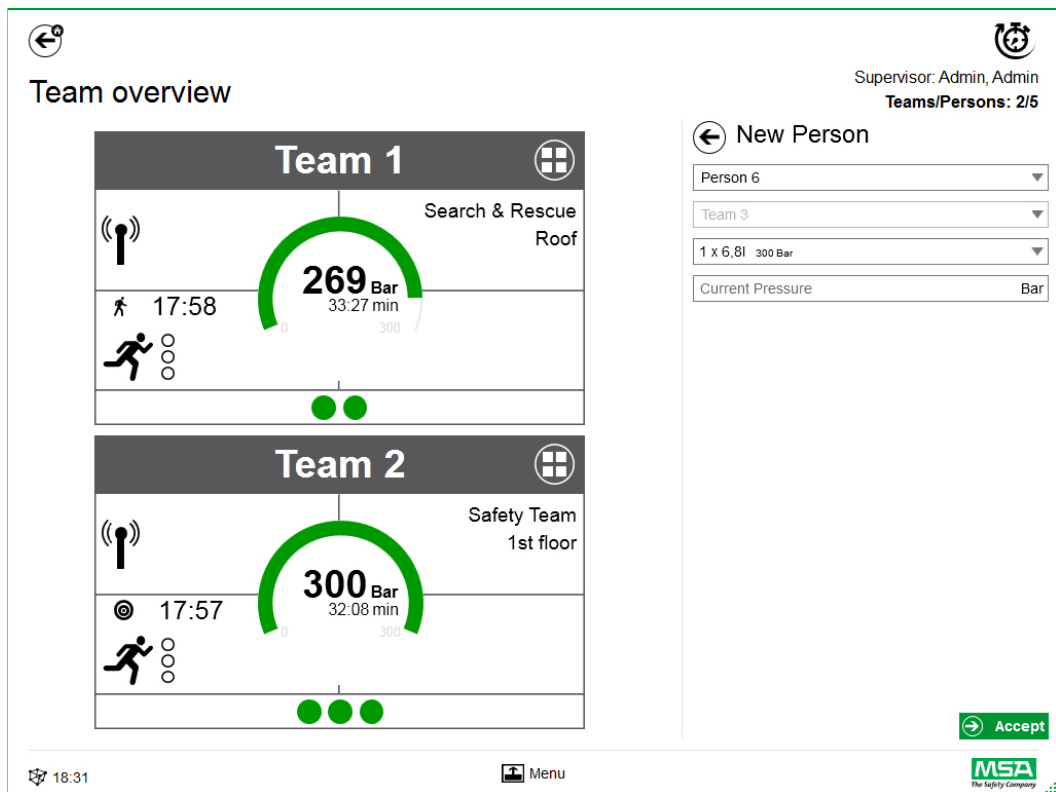 Team overview
Supervisor: Admin, Admin
Teams/Persons: 2/5
Team 1
Search & Rescue
Roof
269 Bar
33:27 min
0 300
17:58
Team 2
Safety Team
1st floor
300 Bar
32:08 min
0 300
17:57
New Person
Person 6
Team 3
1 x 6,8l 300 Bar
Current Pressure Bar
Accept
18:31
Menu
MSA
The Safety Company